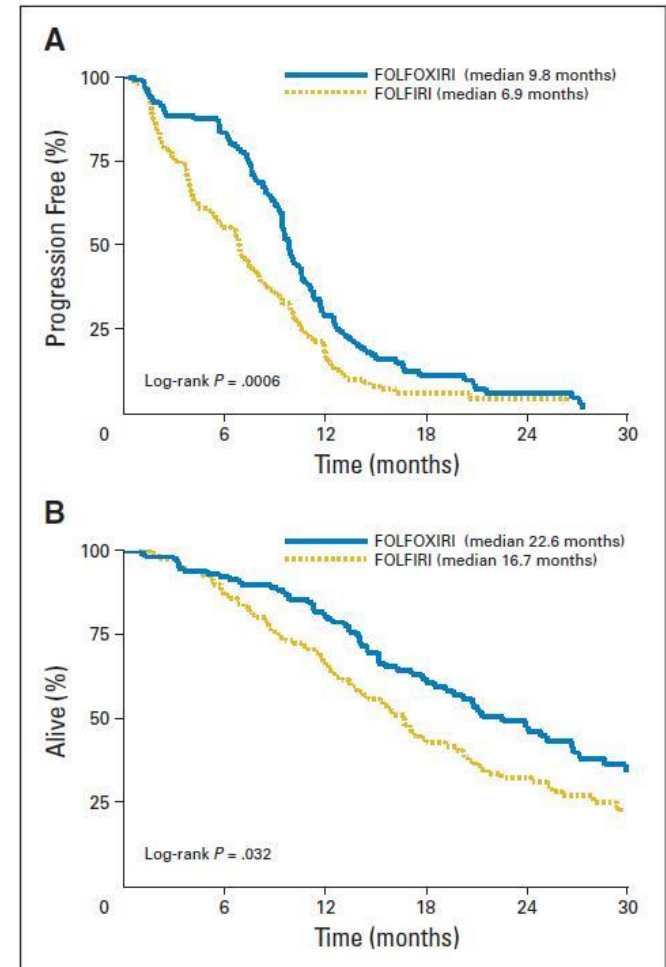 A
FOLFOXIRI (median 9.8 months)
FOLFIRI (median 6.9 months)
100
75
50
25
Progression Free (%)
Log-rank P = .0006
0 6 12 18 24 30
Time (months)
B
FOLFOXIRI (median 22.6 months)
FOLFIRI (median 16.7 months)
100
75
50
25
Alive (%)
Log-rank P = .032
0 6 12 18 24 30
Time (months)